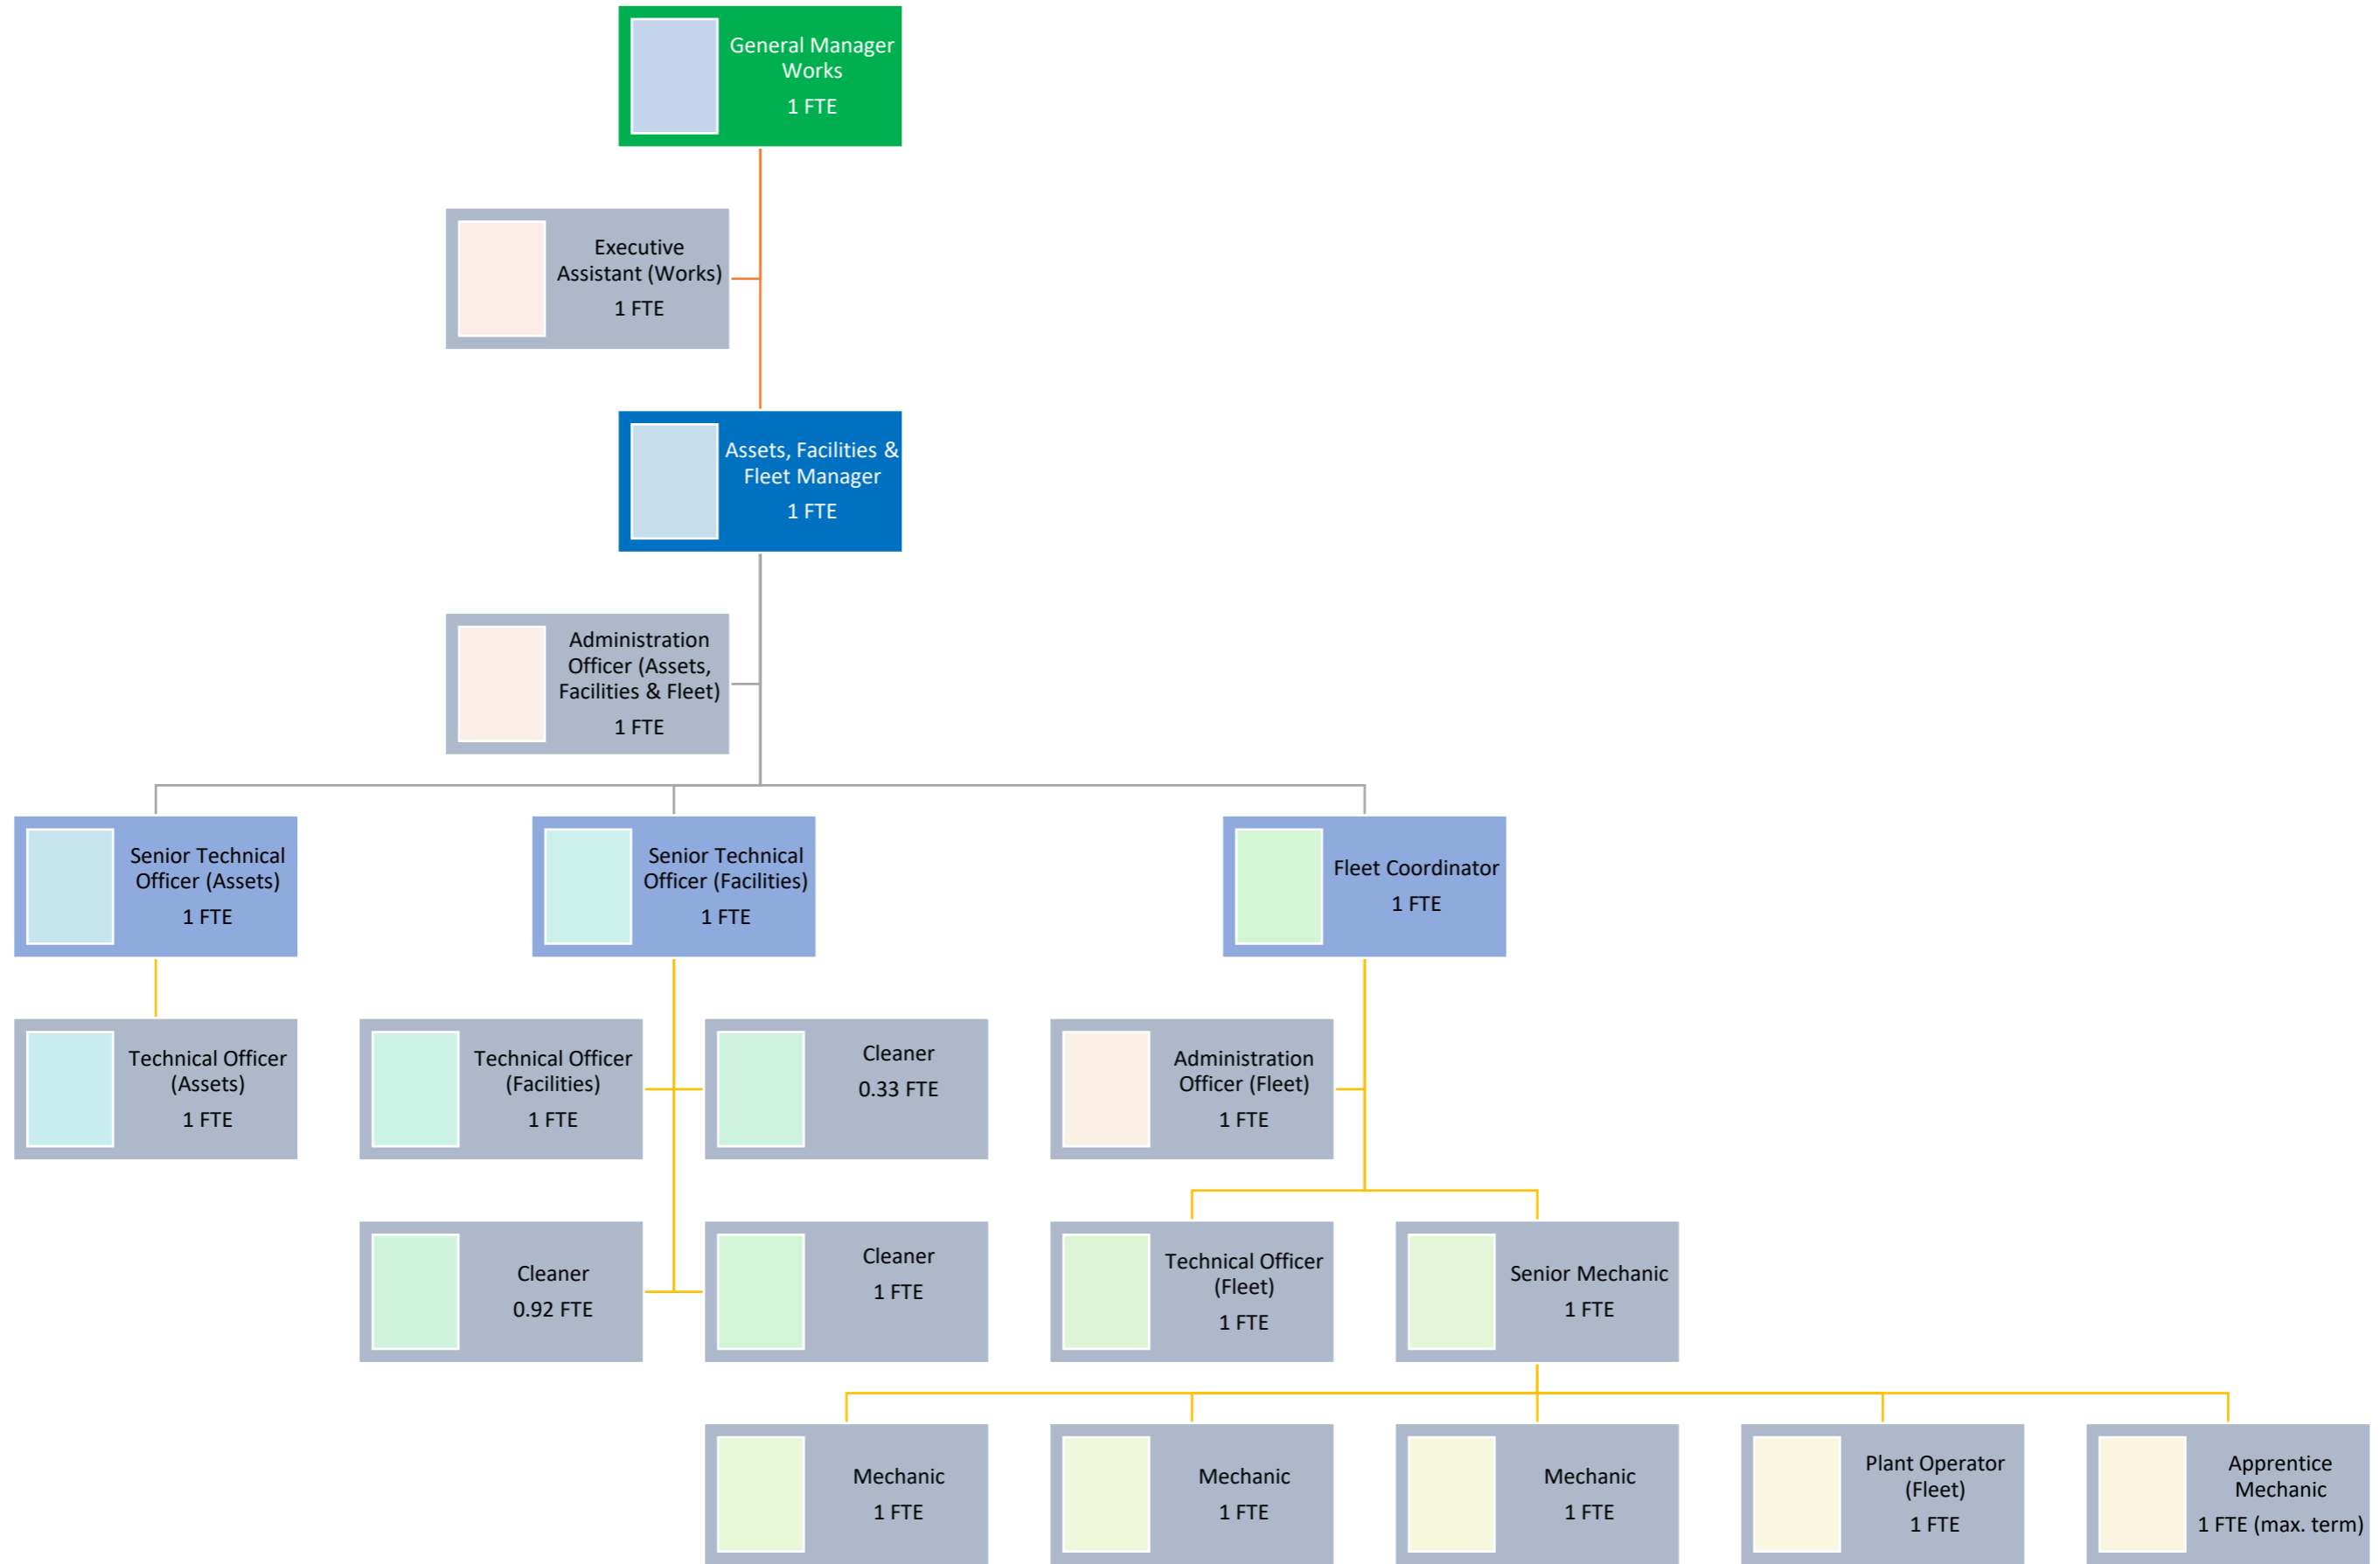 General Manager
Works
1 FTE
Executive
Assistant (Works)
1 FTE
Assets, Facilities &
Fleet Manager
1 FTE
Administration
Officer (Assets,
Facilities & Fleet)
1 FTE
Senior Technical
Officer (Assets)
1 FTE
Senior Technical
Officer (Facilities)
1 FTE
Fleet Coordinator
1 FTE
Technical Officer
(Assets)
1 FTE
Technical Officer
(Facilities)
1 FTE
Cleaner
0.33 FTE
Administration
Officer (Fleet)
1 FTE
Cleaner
0.92 FTE
Cleaner
1 FTE
Technical Officer
(Fleet)
1 FTE
Senior Mechanic
1 FTE
Mechanic
1 FTE
Mechanic
1 FTE
Mechanic
1 FTE
Plant Operator
(Fleet)
1 FTE
Apprentice
Mechanic
1 FTE (max. term)